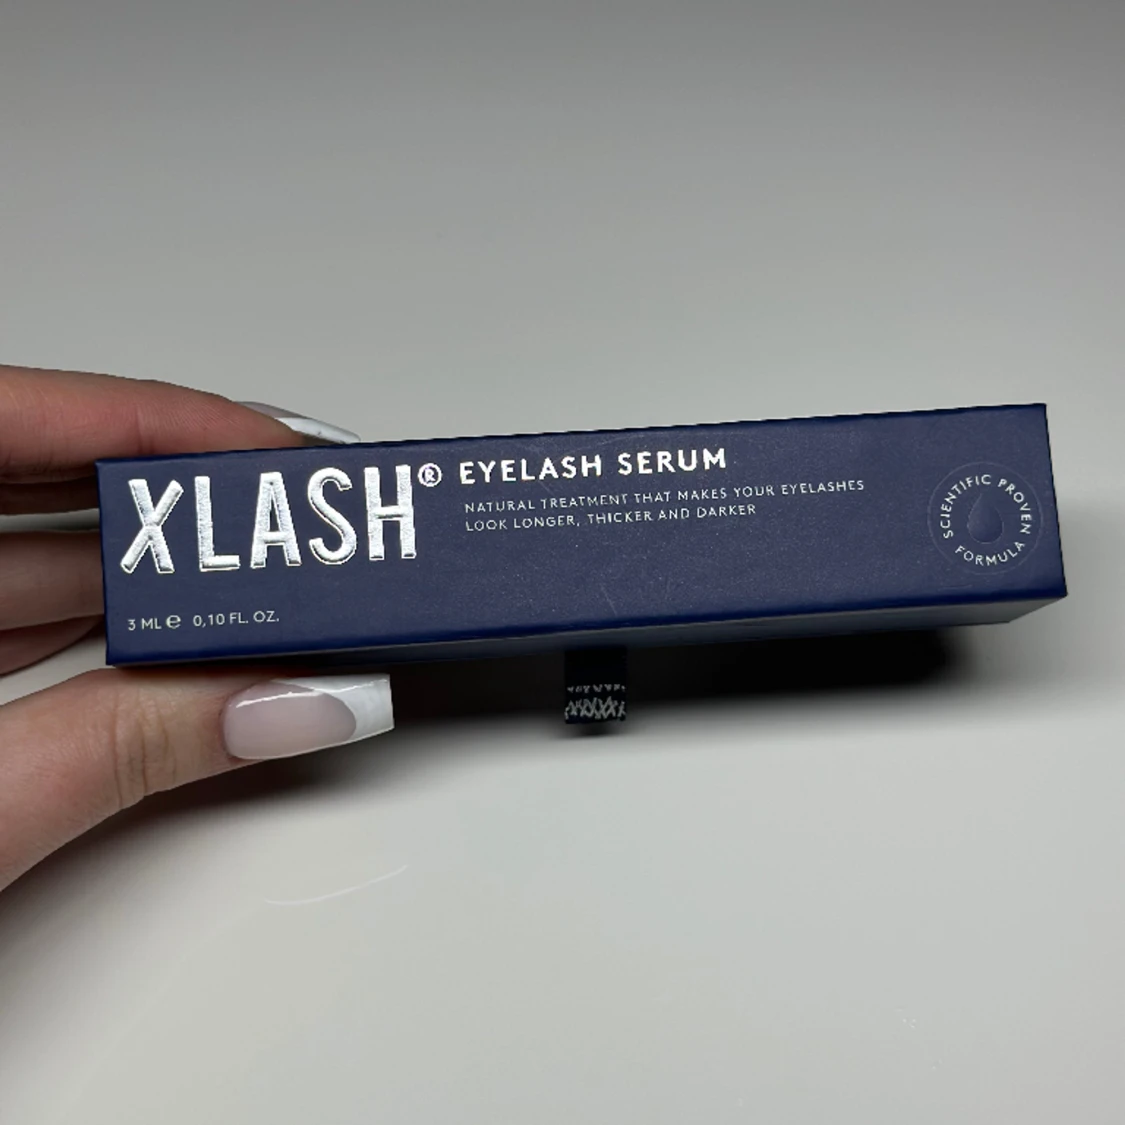 XLASH®
EYELASH SERUM
NATURAL TREATMENT THAT MAKES YOUR EYELASHES
LOOK LONGER, THICKER AND DARKER
3 ML ℮ 0,10 FL. OZ.
SCIENTIFIC PROVEN
FORMULA